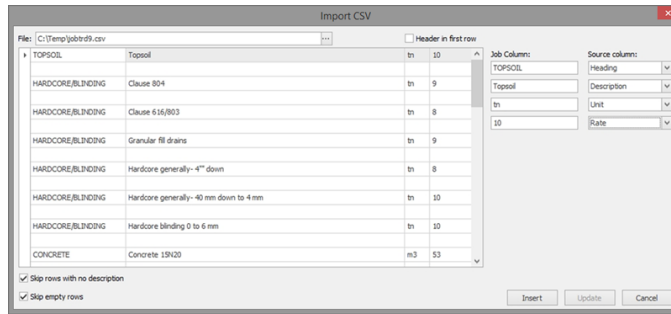 Import CSV
File: C:\Temp\jobtrd9.csv ... Header in first row
TOPSOIL Topsoil tn 10
HARDCORE/BLINDING Clause 804 tn 9
HARDCORE/BLINDING Clause 616/803 tn 8
HARDCORE/BLINDING Granular fill drains tn 9
HARDCORE/BLINDING Hardcore generally- 4"" down tn 8
HARDCORE/BLINDING Hardcore generally- 40 mm down to 4 mm tn 10
HARDCORE/BLINDING Hardcore blinding 0 to 6 mm tn 10
CONCRETE Concrete 15N20 m3 53
Job Column: Source column:
TOPSOIL Heading
Topsoil Description
tn Unit
10 Rate
Skip rows with no description
Skip empty rows
Insert Update Cancel